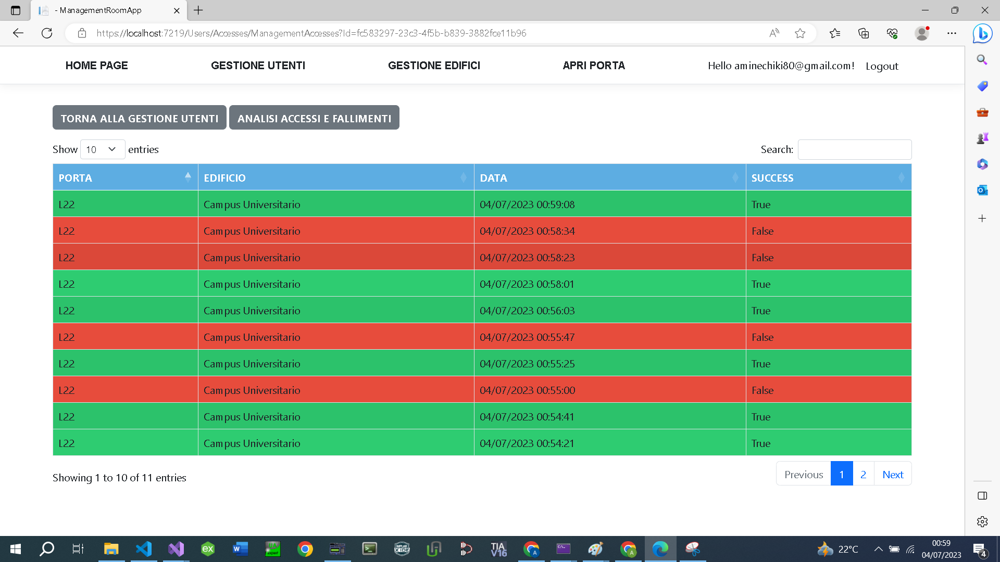 - ManagementRoomApp
https://localhost:7219/Users/Accesses/ManagementAccesses?Id=fc583297-23c3-4f5b-b839-3882fce11b96
HOME PAGE GESTIONE UTENTI GESTIONE EDIFICI APRI PORTA Hello aminechiki80@gmail.com! Logout
TORNA ALLA GESTIONE UTENTI ANALISI ACCESSI E FALLIMENTI
Show 10 entries Search:
PORTA EDIFICIO DATA SUCCESS
L22 Campus Universitario 04/07/2023 00:59:08 True
L22 Campus Universitario 04/07/2023 00:58:34 False
L22 Campus Universitario 04/07/2023 00:58:23 False
L22 Campus Universitario 04/07/2023 00:58:01 True
L22 Campus Universitario 04/07/2023 00:56:03 True
L22 Campus Universitario 04/07/2023 00:55:47 False
L22 Campus Universitario 04/07/2023 00:55:25 True
L22 Campus Universitario 04/07/2023 00:55:00 False
L22 Campus Universitario 04/07/2023 00:54:41 True
L22 Campus Universitario 04/07/2023 00:54:21 True
Showing 1 to 10 of 11 entries Previous 1 2 Next
22°C
00:59
04/07/2023
4